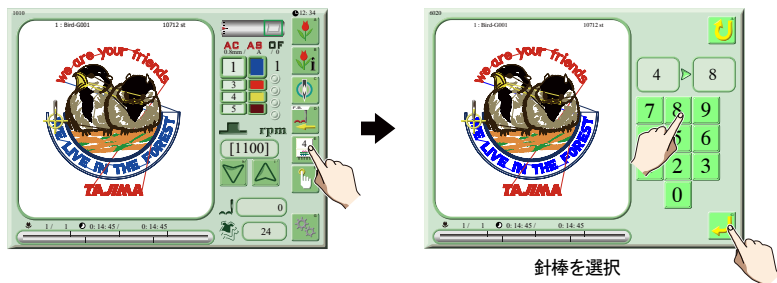 1010
12: 34
1 : Bird-G001
10712 st
AC AS OF
0.8mm / A / 0
we are your friends
1
1
3
4
5
rpm
[1100]
4
WE LIVE IN THE FOREST
TAJIMA
0
24
1 /
1
0: 14: 45 /
0: 14: 45
4020
1 : Bird-G001
10712 st
we are your friends
4
8
7 8 9
6
2 3
0
WE LIVE IN THE FOREST
TAJIMA
1 /
1
0: 14: 45 /
0: 14: 45
針棒を選択